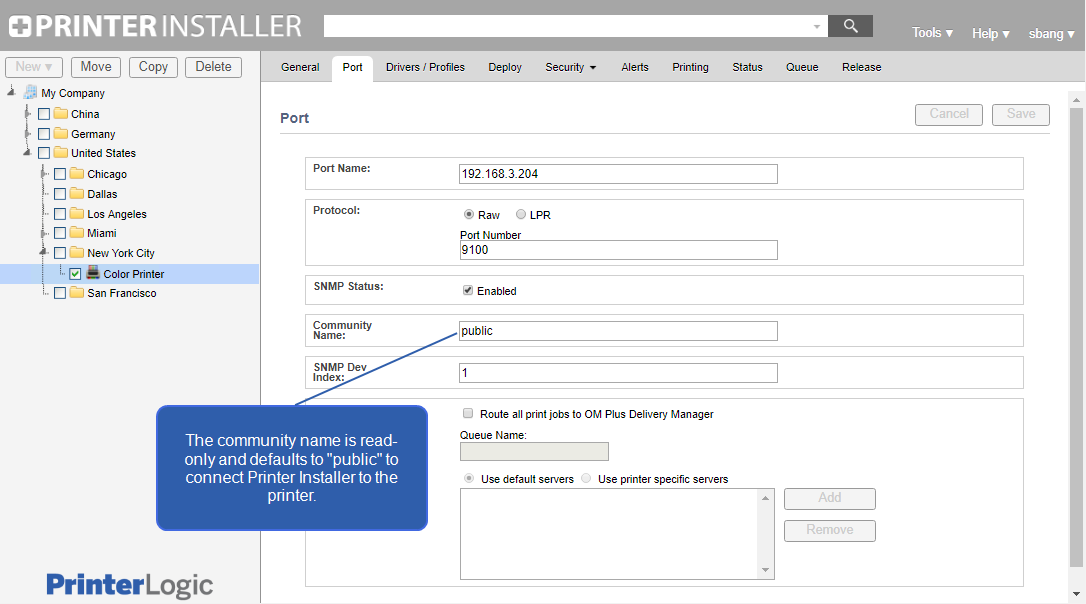 PRINTER INSTALLER
Tools ▾ Help ▾ sbang ▾
New ▾ Move Copy Delete
General Port Drivers / Profiles Deploy Security ▾ Alerts Printing Status Queue Release
My Company
China
Germany
United States
Chicago
Dallas
Los Angeles
Miami
New York City
Color Printer
San Francisco
Port
Cancel Save
Port Name: 192.168.3.204
Protocol:
Raw LPR
Port Number
9100
SNMP Status:
Enabled
Community
Name:
public
SNMP Dev
Index:
1
Route all print jobs to OM Plus Delivery Manager
Queue Name:
Use default servers Use printer specific servers
Add
Remove
The community name is read-
only and defaults to "public" to
connect Printer Installer to the
printer.
PrinterLogic